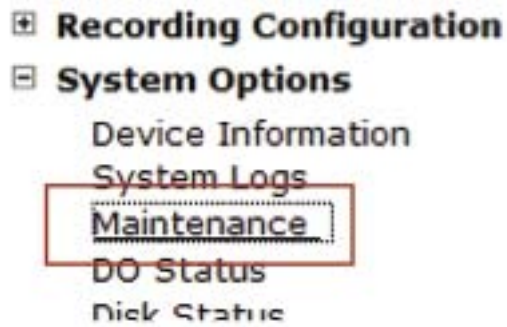 Recording Configuration
System Options
Device Information
System Logs
Maintenance
DO Status
Disk Status